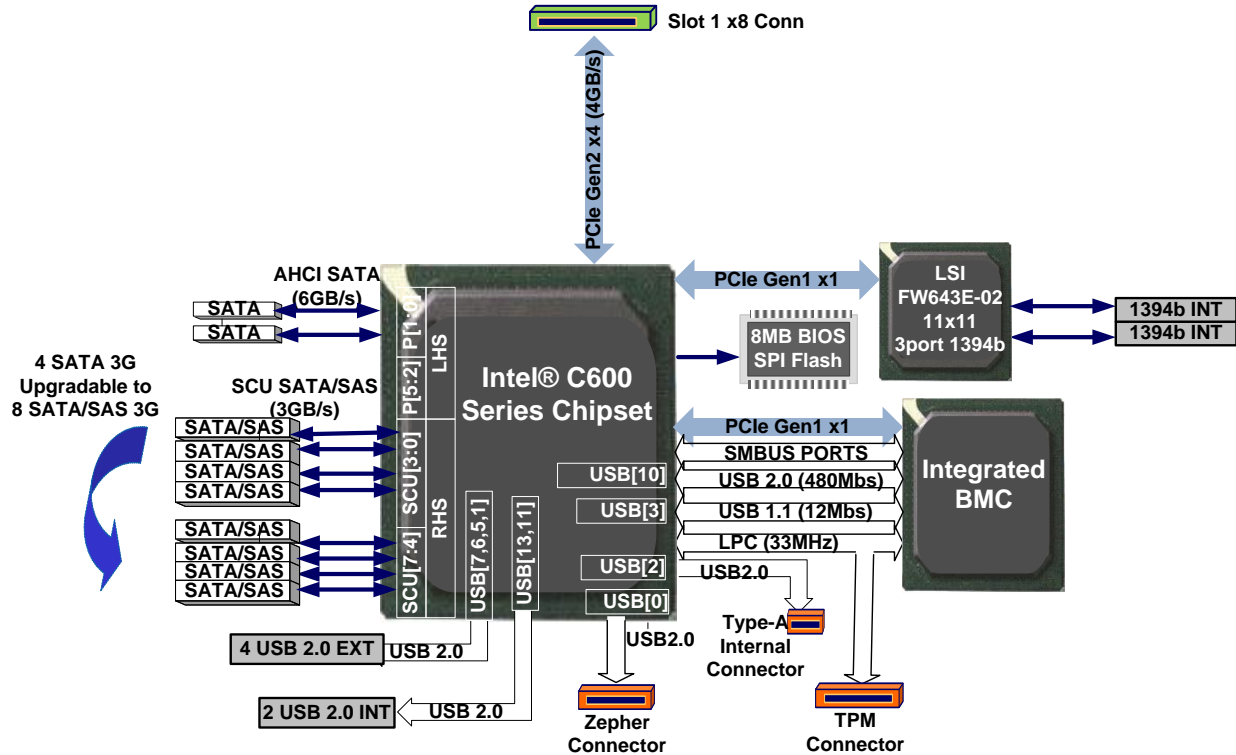 Slot 1 x8 Conn
PCIe Gen2 x4 (4GB/s)
AHCI SATA
(6GB/s)
SATA
SATA
4 SATA 3G
Upgradable to
8 SATA/SAS 3G
SCU SATA/SAS
(3GB/s)
SATA/SAS
SATA/SAS
SATA/SAS
SATA/SAS
SATA/SAS
SATA/SAS
SATA/SAS
SATA/SAS
P[1:0]
P[5:2]
LHS
SCU[3:0]
SCU[7:4]
RHS
Intel® C600
Series Chipset
USB[10]
USB[3]
USB[2]
USB[0]
USB[7,6,5,1]
USB[13,11]
PCIe Gen1 x1
LSI
FW643E-02
11x11
3port 1394b
1394b INT
1394b INT
8MB BIOS
SPI Flash
PCIe Gen1 x1
SMBUS PORTS
USB 2.0 (480Mbs)
USB 1.1 (12Mbs)
LPC (33MHz)
Integrated
BMC
USB2.0
USB2.0
Type-A
Internal
Connector
4 USB 2.0 EXT
USB 2.0
2 USB 2.0 INT
USB 2.0
Zepher
Connector
TPM
Connector